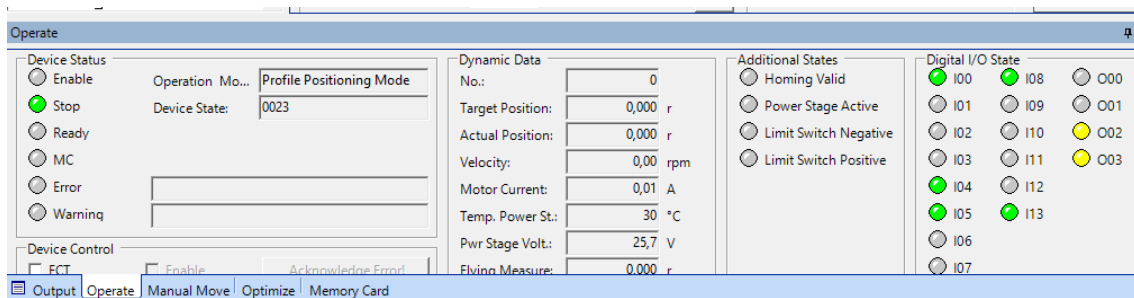 Operate
Device Status
Enable
Operation Mo... Profile Positioning Mode
Stop
Device State: 0023
Ready
MC
Error
Warning
Device Control
FCT
Enable
Acknowledge Error!
Dynamic Data
No.: 0
Target Position: 0,000 r
Actual Position: 0,000 r
Velocity: 0,00 rpm
Motor Current: 0,01 A
Temp. Power St.: 30 °C
Pwr Stage Volt.: 25,7 V
Flying Measure: 0,000 r
Additional States
Homing Valid
Power Stage Active
Limit Switch Negative
Limit Switch Positive
Digital I/O State
I00 I08 O00
I01 I09 O01
I02 I10 O02
I03 I11 O03
I04 I12
I05 I13
I06
I07
Output Operate Manual Move Optimize Memory Card